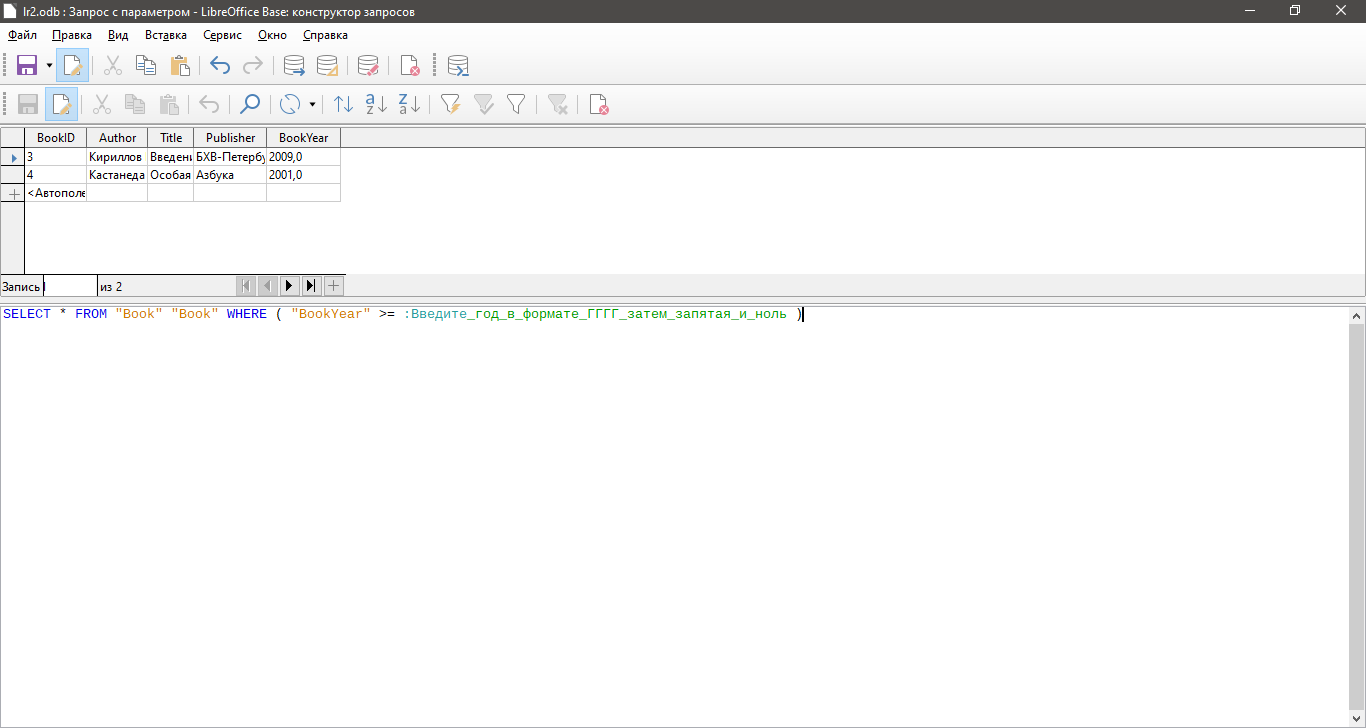 lr2.odb : Запрос с параметром - LibreOffice Base: конструктор запросов
Файл Правка Вид Вставка Сервис Окно Справка
BookID Author Title Publisher BookYear
3 Кириллов Введени БХВ-Петербу 2009,0
4 Кастанеда Особая Азбука 2001,0
<Автополе
Запись из 2
SELECT * FROM "Book" "Book" WHERE ( "BookYear" >= :Введите_год_в_формате_ГГГГ_затем_запятая_и_ноль )